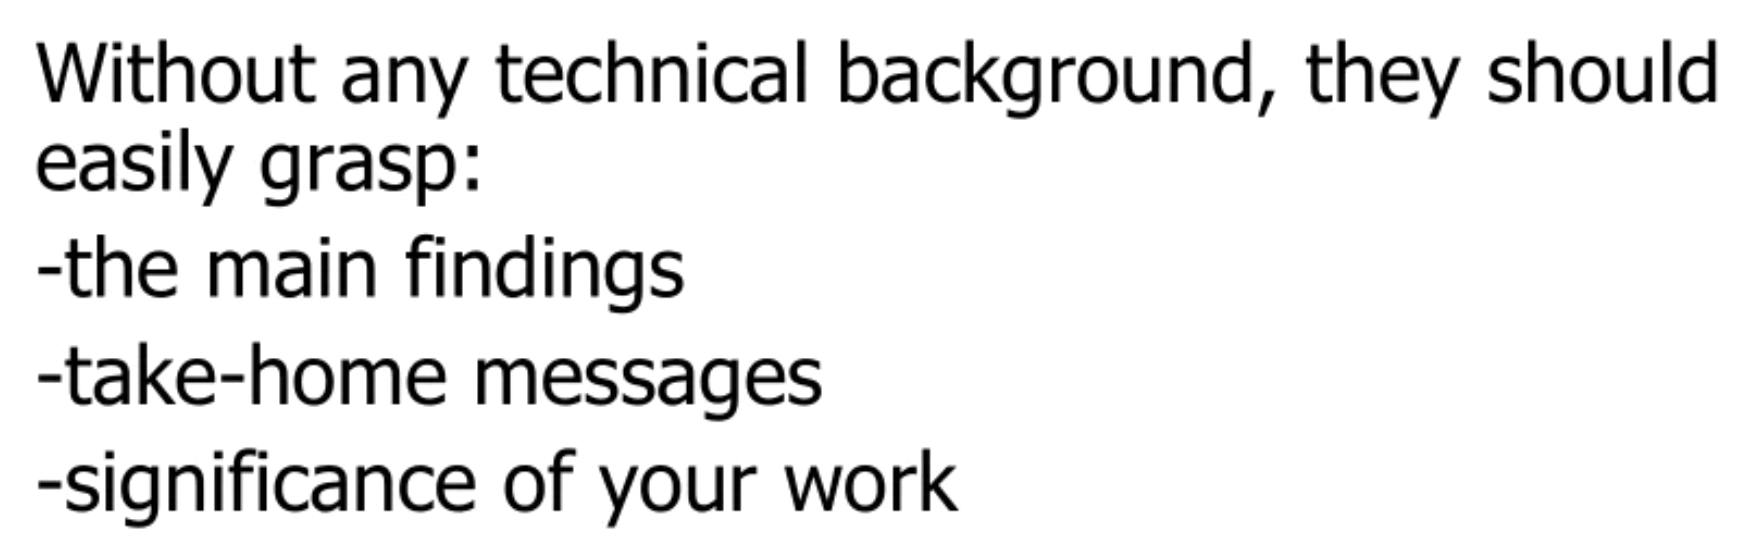 Without any technical background, they should
easily grasp:
-the main findings
-take-home messages
-significance of your work